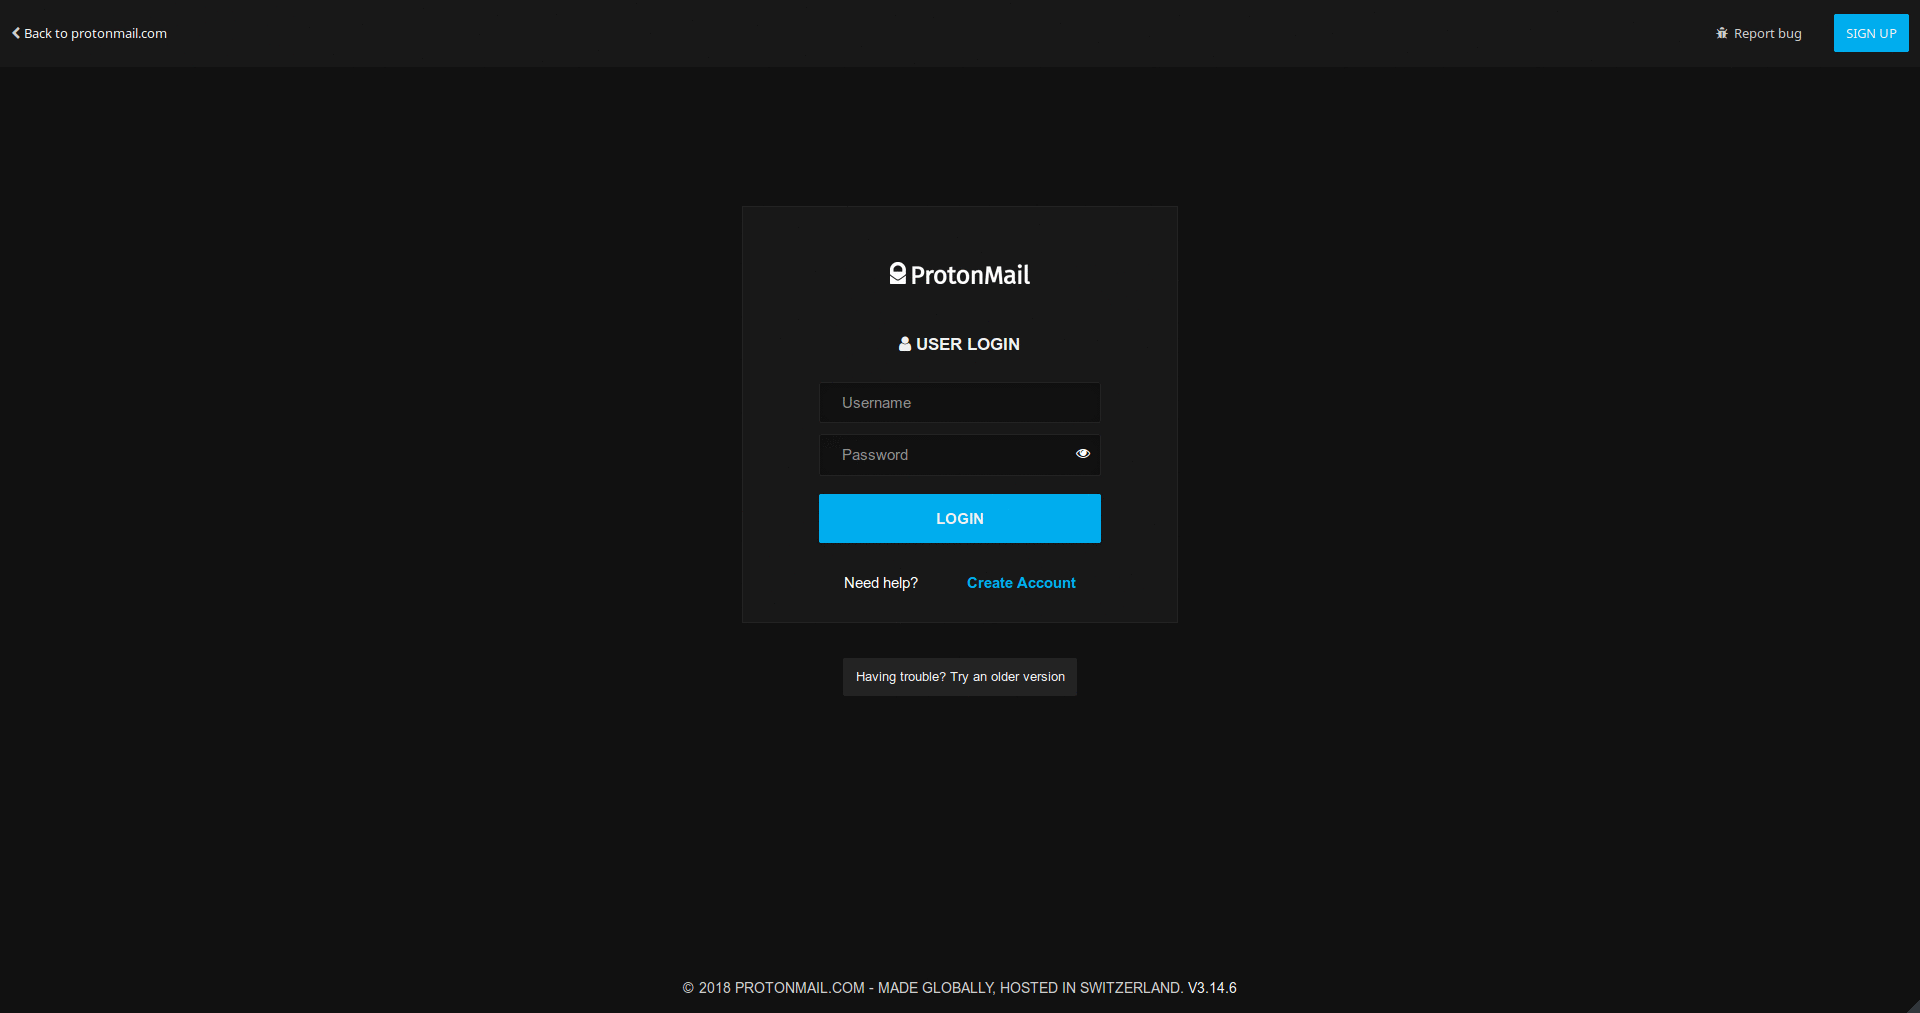 Back to protonmail.com
Report bug
SIGN UP
ProtonMail
USER LOGIN
Username
Password
LOGIN
Need help?
Create Account
Having trouble? Try an older version
© 2018 PROTONMAIL.COM - MADE GLOBALLY, HOSTED IN SWITZERLAND. V3.14.6